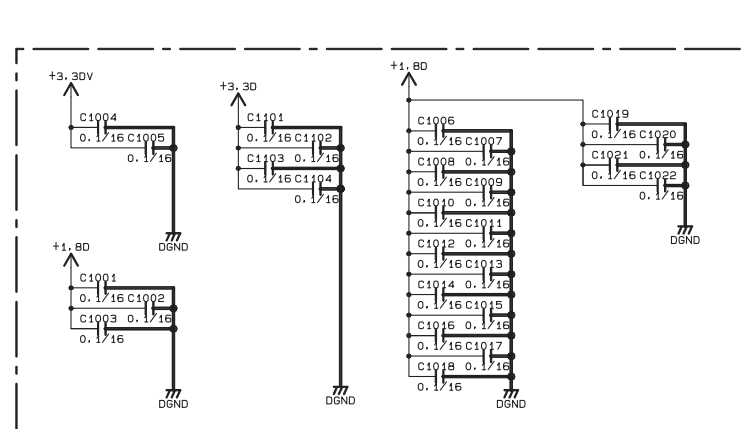 +3.3DV
C1004
0.1/16 C1005
0.1/16
DGND
+1.8D
C1001
0.1/16 C1002
C1003 0.1/16
0.1/16
DGND
+3.3D
C1101
0.1/16 C1102
C1103 0.1/16
0.1/16 C1104
0.1/16
DGND
+1.8D
C1006
0.1/16 C1007
C1008 0.1/16
0.1/16 C1009
C1010 0.1/16
0.1/16 C1011
C1012 0.1/16
0.1/16 C1013
C1014 0.1/16
0.1/16 C1015
C1016 0.1/16
0.1/16 C1017
C1018 0.1/16
0.1/16
DGND
C1019
0.1/16 C1020
C1021 0.1/16
0.1/16 C1022
0.1/16
DGND